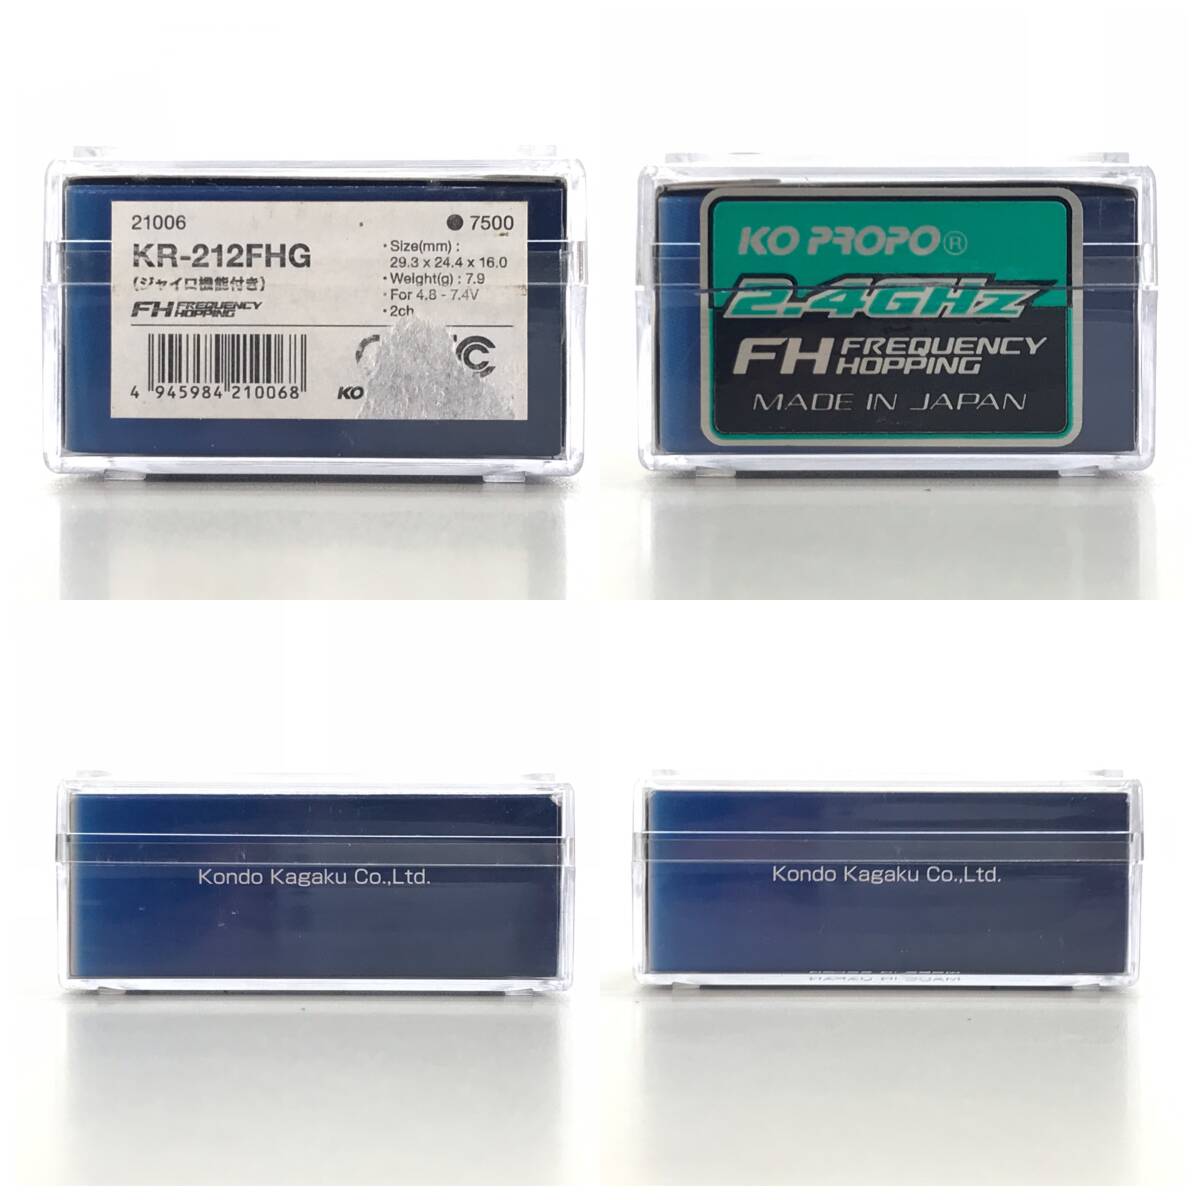 21006
●7500
KR-212FHG
(ジャイロ機能付き)
FH FREQUENCY
HOPPING
・Size(mm) :
29.3 x 24.4 x 16.0
・Weight(g) : 7.9
・For 4.8 - 7.4V
・2ch
4 945984 210068
KO
KO PROPO®
2.4GHz
FH FREQUENCY
HOPPING
MADE IN JAPAN
Kondo Kagaku Co.,Ltd.
Kondo Kagaku Co.,Ltd.